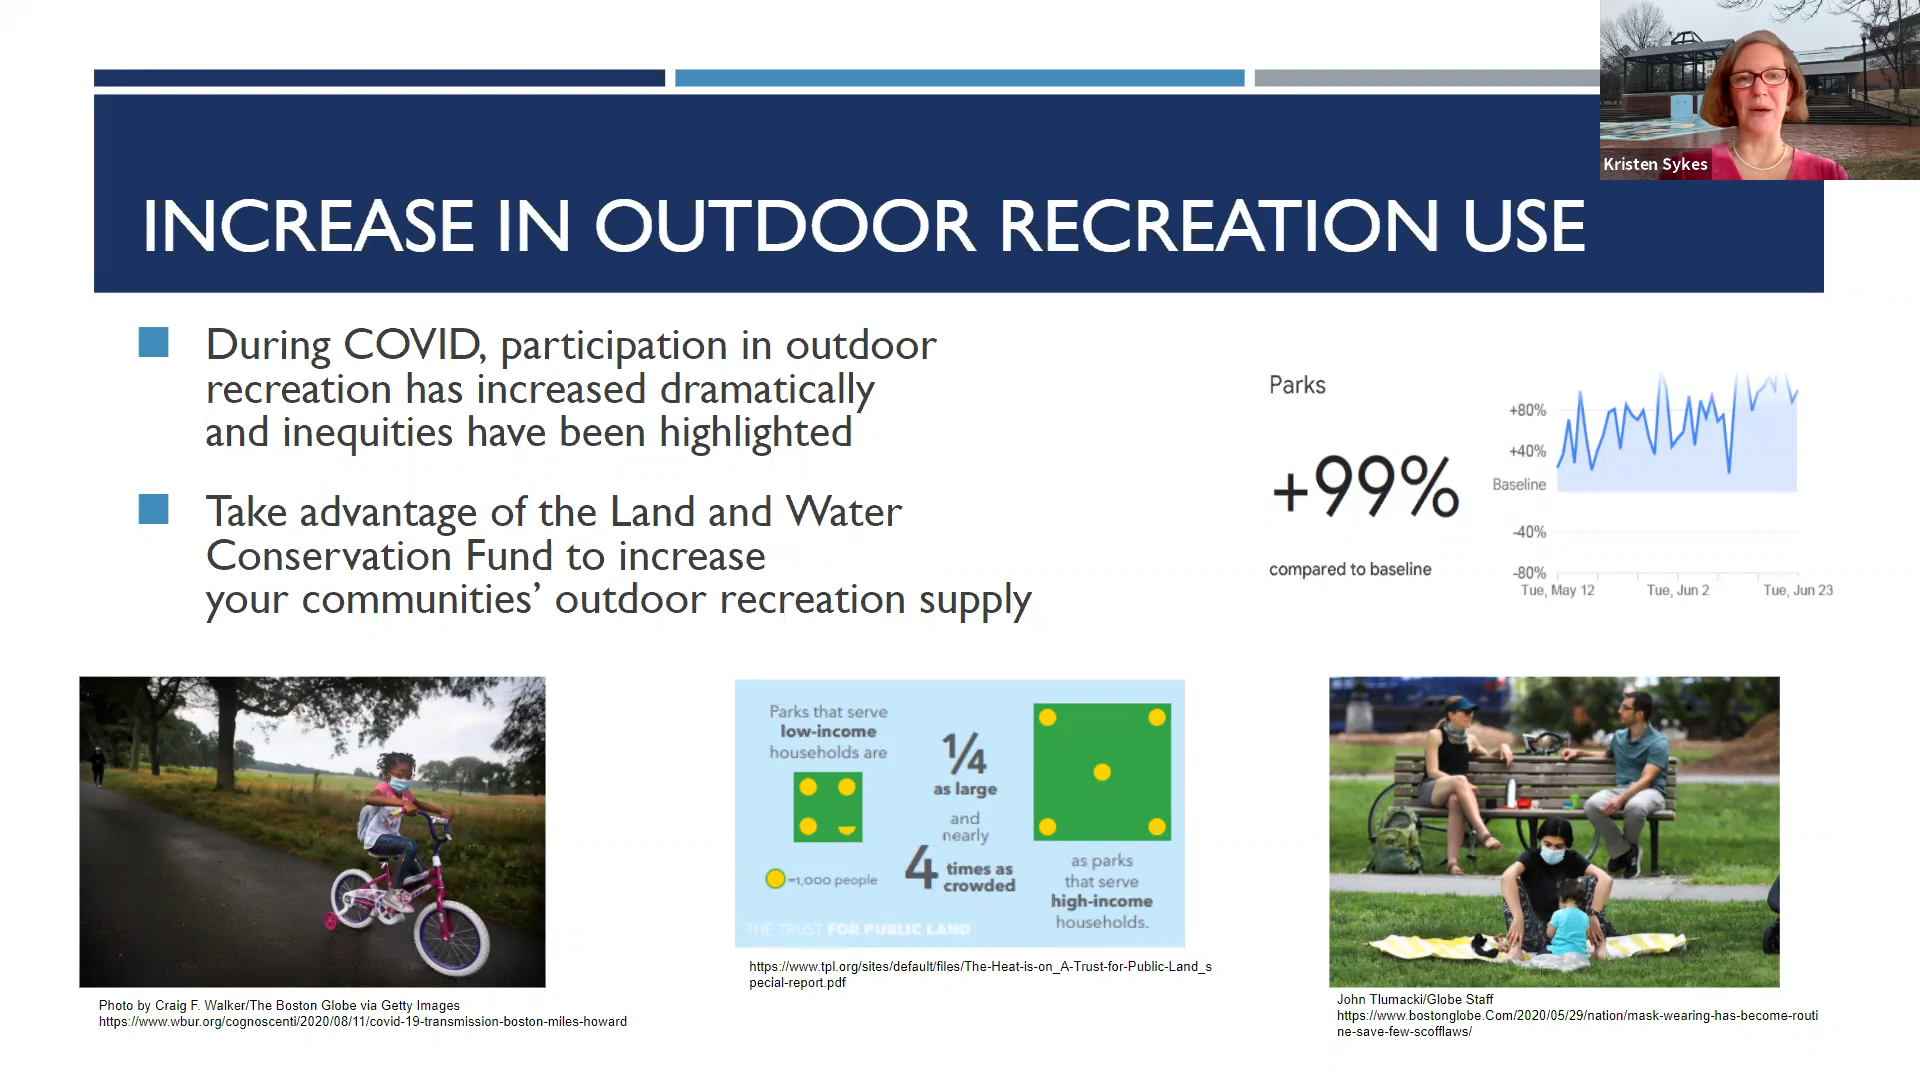 Kristen Sykes
INCREASE IN OUTDOOR RECREATION USE
During COVID, participation in outdoor
recreation has increased dramatically
and inequities have been highlighted
Take advantage of the Land and Water
Conservation Fund to increase
your communities’ outdoor recreation supply
Parks
+99%
compared to baseline
+80%
+40%
Baseline
-40%
-80%
Tue, May 12
Tue, Jun 2
Tue, Jun 23
Photo by Craig F. Walker/The Boston Globe via Getty Images
https://www.wbur.org/cognoscenti/2020/08/11/covid-19-transmission-boston-miles-howard
Parks that serve
low-income
households are
=1,000 people
1/4
as large
and
nearly
4 times as
crowded
as parks
that serve
high-income
households.
THE TRUST FOR PUBLIC LAND
https://www.tpl.org/sites/default/files/The-Heat-is-on_A-Trust-for-Public-Land_s
pecial-report.pdf
John Tlumacki/Globe Staff
https://www.bostonglobe.Com/2020/05/29/nation/mask-wearing-has-become-routi
ne-save-few-scofflaws/